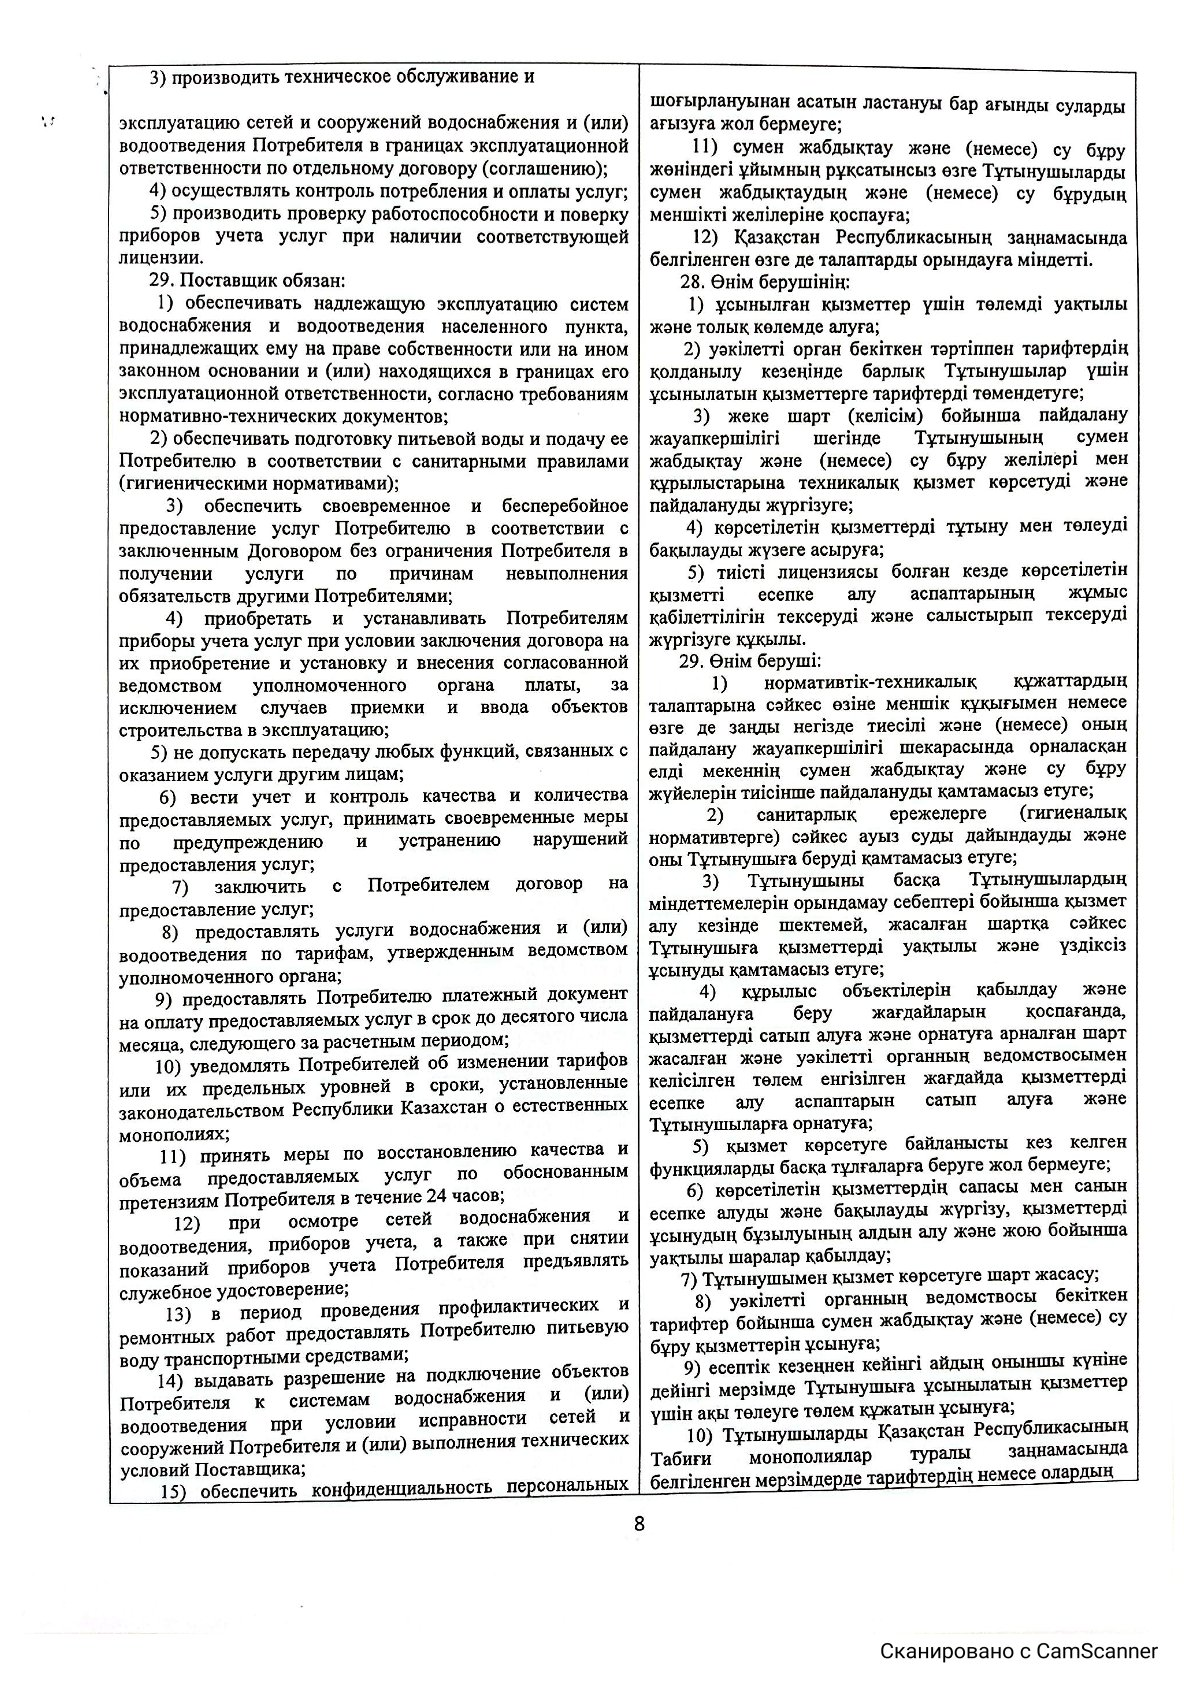 3) производить техническое обслуживание и
эксплуатацию сетей и сооружений водоснабжения и (или)
водоотведения Потребителя в границах эксплуатационной
ответственности по отдельному договору (соглашению);
4) осуществлять контроль потребления и оплаты услуг;
5) производить проверку работоспособности и поверку
приборов учета услуг при наличии соответствующей
лицензии.
29. Поставщик обязан:
1) обеспечивать надлежащую эксплуатацию систем
водоснабжения и водоотведения населенного пункта,
принадлежащих ему на праве собственности или на ином
законном основании и (или) находящихся в границах его
эксплуатационной ответственности, согласно требованиям
нормативно-технических документов;
2) обеспечивать подготовку питьевой воды и подачу ее
Потребителю в соответствии с санитарными правилами
(гигиеническими нормативами);
3) обеспечить своевременное и бесперебойное
предоставление услуг Потребителю в соответствии с
заключенным Договором без ограничения Потребителя в
получении услуги по причинам невыполнения
обязательств другими Потребителями;
4) приобретать и устанавливать Потребителям
приборы учета услуг при условии заключения договора на
их приобретение и установку и внесения согласованной
ведомством уполномоченного органа платы, за
исключением случаев приемки и ввода объектов
строительства в эксплуатацию;
5) не допускать передачу любых функций, связанных с
оказанием услуги другим лицам;
6) вести учет и контроль качества и количества
предоставляемых услуг, принимать своевременные меры
по предупреждению и устранению нарушений
предоставления услуг;
7) заключить с Потребителем договор на
предоставление услуг;
8) предоставлять услуги водоснабжения и (или)
водоотведения по тарифам, утвержденным ведомством
уполномоченного органа;
9) предоставлять Потребителю платежный документ
на оплату предоставляемых услуг в срок до десятого числа
месяца, следующего за расчетным периодом;
10) уведомлять Потребителей об изменении тарифов
или их предельных уровней в сроки, установленные
законодательством Республики Казахстан о естественных
монополиях;
11) принять меры по восстановлению качества и
объема предоставляемых услуг по обоснованным
претензиям Потребителя в течение 24 часов;
12) при осмотре сетей водоснабжения и
водоотведения, приборов учета, а также при снятии
показаний приборов учета Потребителя предъявлять
служебное удостоверение;
13) в период проведения профилактических и
ремонтных работ предоставлять Потребителю питьевую
воду транспортными средствами;
14) выдавать разрешение на подключение объектов
Потребителя к системам водоснабжения и (или)
водоотведения при условии исправности сетей и
сооружений Потребителя и (или) выполнения технических
условий Поставщика;
15) обеспечить конфиденциальность персональных
шоғырлануынан асатын ластануы бар ағынды суларды
ағызуға жол бермеуге;
11) сумен жабдықтау және (немесе) су бұру
жөніндегі ұйымның рұқсатынсыз өзге Тұтынушыларды
сумен жабдықтаудың және (немесе) су бұрудың
меншікті желілеріне қоспауға;
12) Қазақстан Республикасының заңнамасында
белгіленген өзге де талаптарды орындауға міндетті.
28. Өнім берушінің:
1) ұсынылған қызметтер үшін төлемді уақтылы
және толық көлемде алуға;
2) уәкілетті орган бекіткен тәртіппен тарифтердің
қолданылу кезеңінде барлық Тұтынушылар үшін
ұсынылатын қызметтерге тарифтерді төмендетуге;
3) жеке шарт (келісім) бойынша пайдалану
жауапкершілігі шегінде Тұтынушының сумен
жабдықтау және (немесе) су бұру желілері мен
құрылыстарына техникалық қызмет көрсетуді және
пайдалануды жүргізуге;
4) көрсетілетін қызметтерді тұтыну мен төлеуді
бақылауды жүзеге асыруға;
5) тиісті лицензиясы болған кезде көрсетілетін
қызметті есепке алу аспаптарының жұмыс
қабілеттілігін тексеруді және салыстырып тексеруді
жүргізуге құқылы.
29. Өнім беруші:
1) нормативтік-техникалық құжаттардың
талаптарына сәйкес өзіне меншік құқығымен немесе
өзге де заңды негізде тиесілі және (немесе) оның
пайдалану жауапкершілігі шекарасында орналасқан
елді мекеннің сумен жабдықтау және су бұру
жүйелерін тиісінше пайдалануды қамтамасыз етуге;
2) санитарлық ережелерге (гигиеналық
нормативтерге) сәйкес ауыз суды дайындауды және
оны Тұтынушыға беруді қамтамасыз етуге;
3) Тұтынушыны басқа Тұтынушылардың
міндеттемелерін орындамау себептері бойынша қызмет
алу кезінде шектемей, жасалған шартқа сәйкес
Тұтынушыға қызметтерді уақтылы және үздіксіз
ұсынуды қамтамасыз етуге;
4) құрылыс объектілерін қабылдау және
пайдалануға беру жағдайларын қоспағанда,
қызметтерді сатып алуға және орнатуға арналған шарт
жасалған және уәкілетті органның ведомствосымен
келісілген төлем енгізілген жағдайда қызметтерді
есепке алу аспаптарын сатып алуға және
Тұтынушыларға орнатуға;
5) қызмет көрсетуге байланысты кез келген
функцияларды басқа тұлғаларға беруге жол бермеуге;
6) көрсетілетін қызметтердің сапасы мен санын
есепке алуды және бақылауды жүргізу, қызметтерді
ұсынудың бұзылуының алдын алу және жою бойынша
уақтылы шаралар қабылдау;
7) Тұтынушымен қызмет көрсетуге шарт жасасу;
8) уәкілетті органның ведомствосы бекіткен
тарифтер бойынша сумен жабдықтау және (немесе) су
бұру қызметтерін ұсынуға;
9) есептік кезеңнен кейінгі айдың оныншы күніне
дейінгі мерзімде Тұтынушыға ұсынылатын қызметтер
үшін ақы төлеуге төлем құжатын ұсынуға;
10) Тұтынушыларды Қазақстан Республикасының
Табиғи монополиялар туралы заңнамасында
белгіленген мерзімдерде тарифтердің немесе олардың
8
Сканировано с CamScanner